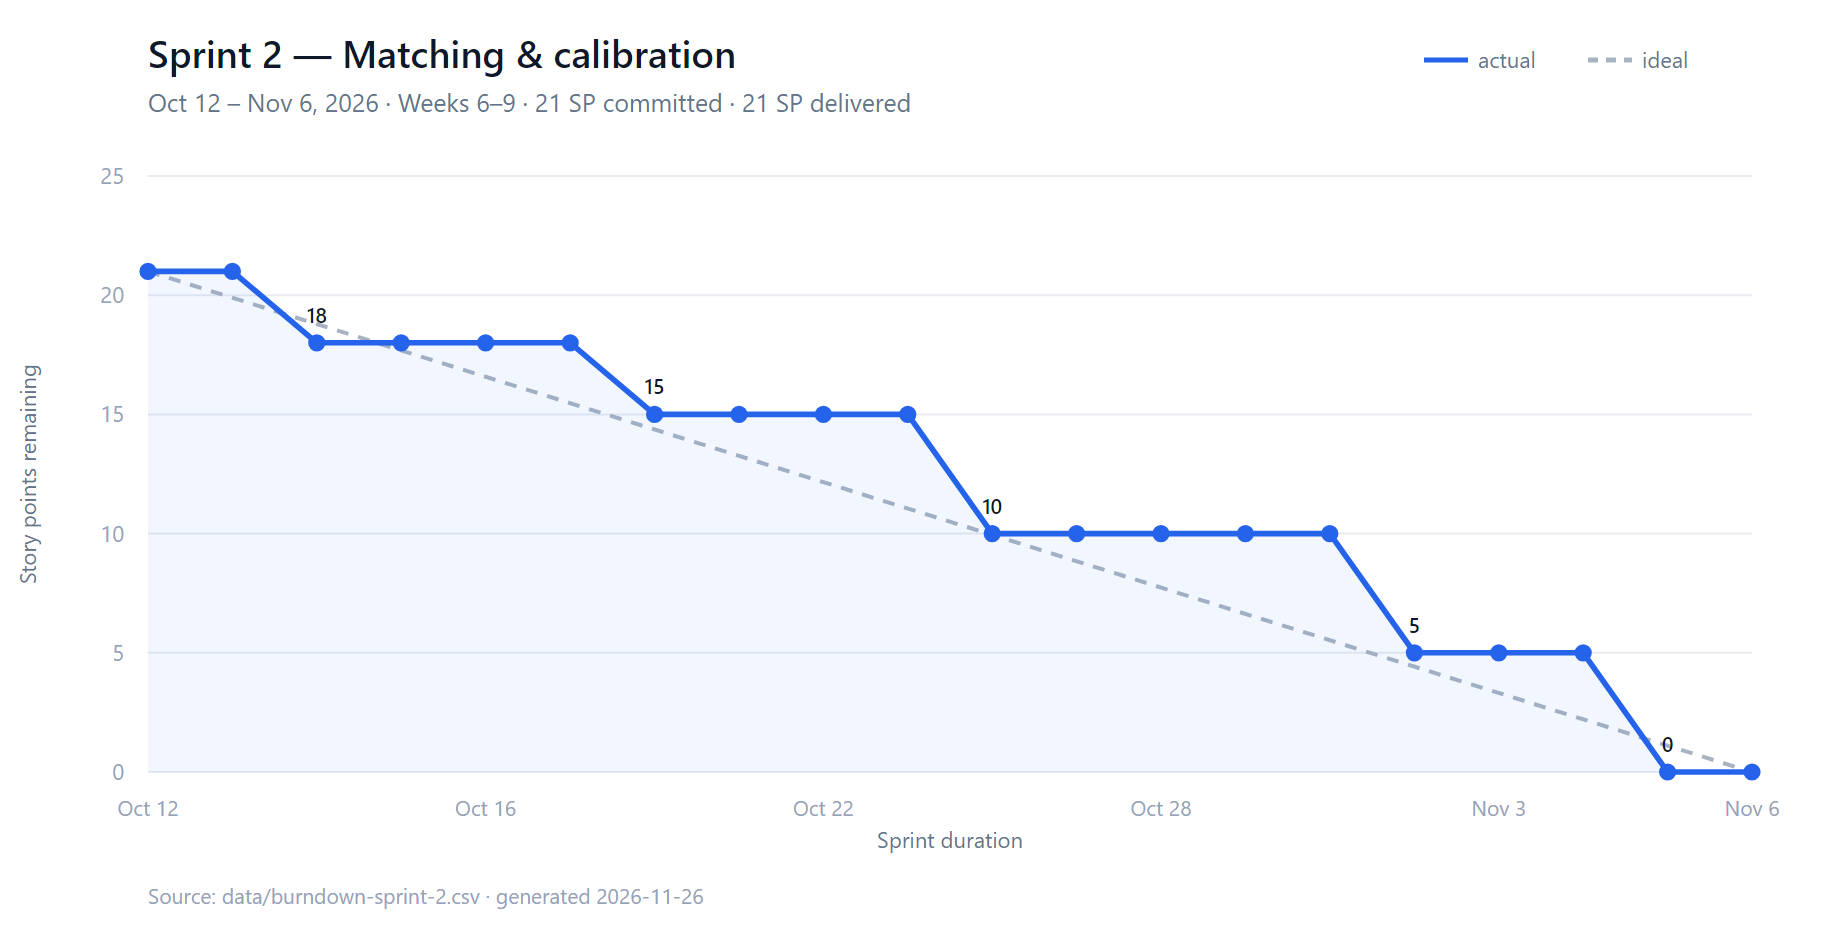 Sprint 2 — Matching & calibration
Oct 12 – Nov 6, 2026 · Weeks 6–9 · 21 SP committed · 21 SP delivered
actual
ideal
Story points remaining
25
20
15
10
5
0
18
15
10
5
0
Oct 12
Oct 16
Oct 22
Oct 28
Nov 3
Nov 6
Sprint duration
Source: data/burndown-sprint-2.csv · generated 2026-11-26